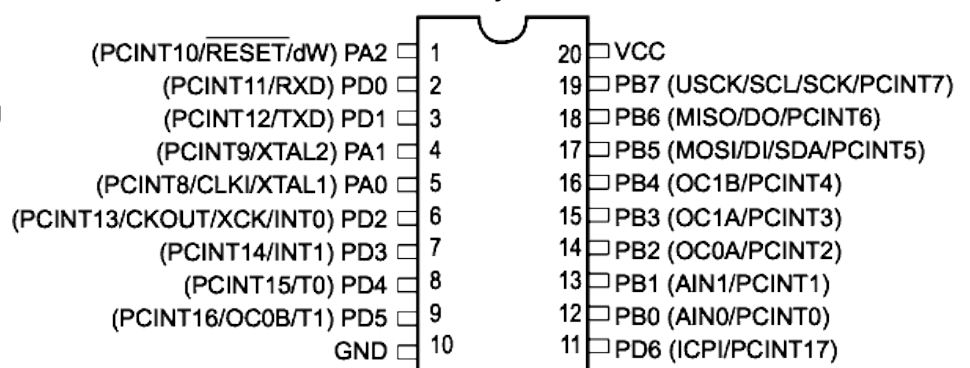 (PCINT10/RESET/dW) PA2 1 20 VCC
(PCINT11/RXD) PD0 2 19 PB7 (USCK/SCL/SCK/PCINT7)
(PCINT12/TXD) PD1 3 18 PB6 (MISO/DO/PCINT6)
(PCINT9/XTAL2) PA1 4 17 PB5 (MOSI/DI/SDA/PCINT5)
(PCINT8/CLKI/XTAL1) PA0 5 16 PB4 (OC1B/PCINT4)
(PCINT13/CKOUT/XCK/INT0) PD2 6 15 PB3 (OC1A/PCINT3)
(PCINT14/INT1) PD3 7 14 PB2 (OC0A/PCINT2)
(PCINT15/T0) PD4 8 13 PB1 (AIN1/PCINT1)
(PCINT16/OC0B/T1) PD5 9 12 PB0 (AIN0/PCINT0)
GND 10 11 PD6 (ICPI/PCINT17)